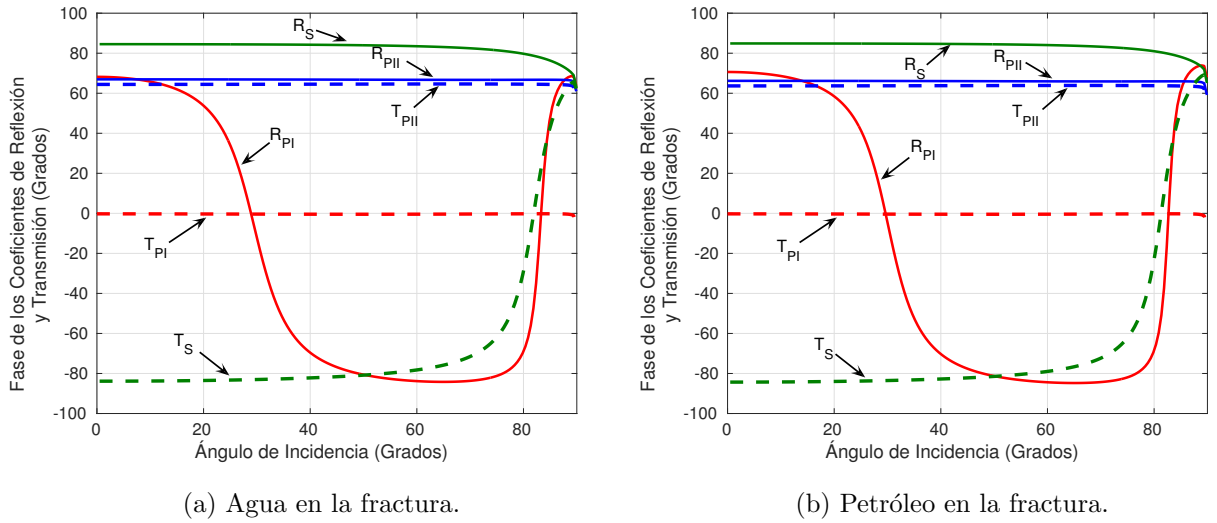 Fase de los Coeficientes de Reflexión
y Transmisión (Grados)
100
80
60
40
20
0
-20
-40
-60
-80
-100
R_S
R_PII
T_PII
R_PI
T_PI
T_S
0 20 40 60 80
Ángulo de Incidencia (Grados)
(a) Agua en la fractura.
Fase de los Coeficientes de Reflexión
y Transmisión (Grados)
100
80
60
40
20
0
-20
-40
-60
-80
-100
R_S
R_PII
T_PII
R_PI
T_PI
T_S
0 20 40 60 80
Ángulo de Incidencia (Grados)
(b) Petróleo en la fractura.